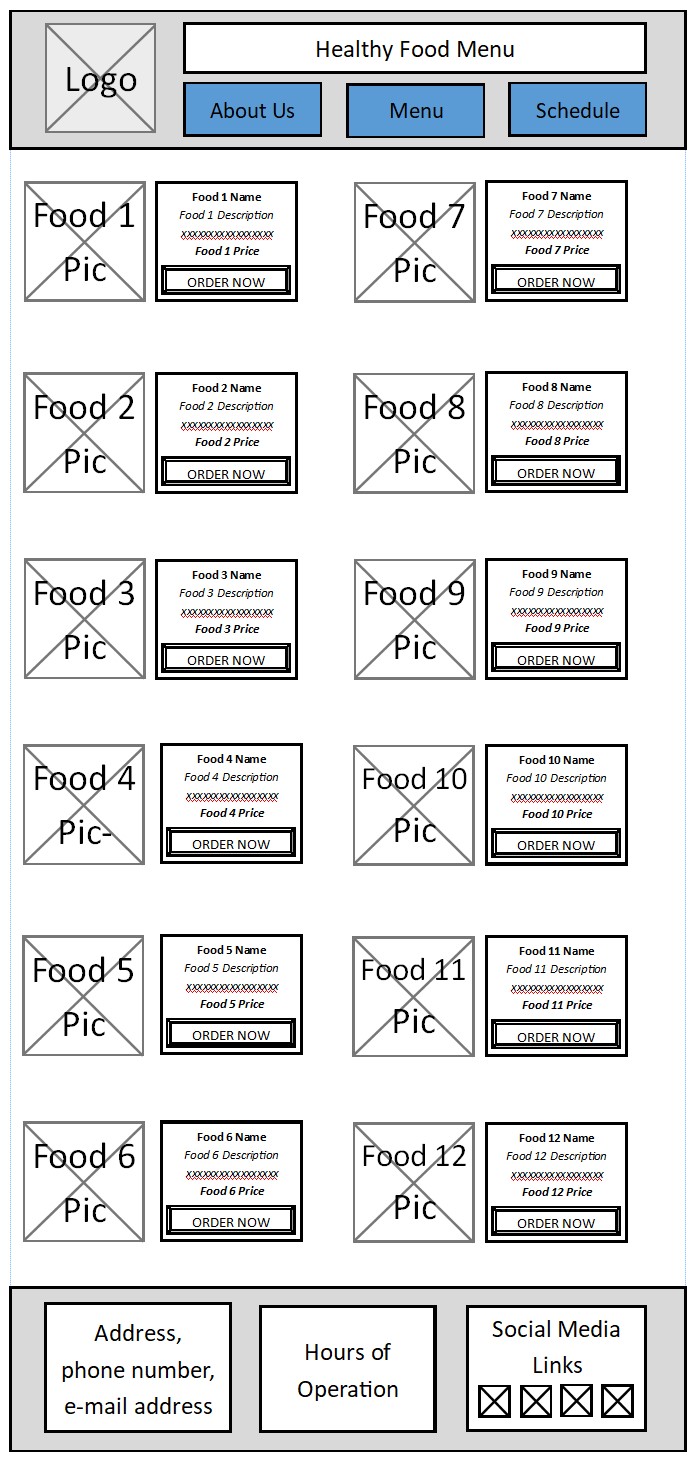 Logo
Healthy Food Menu
About Us
Menu
Schedule
Food 1
Pic
Food 1 Name
Food 1 Description
xxxxxxxxxxxxxxxxx
Food 1 Price
ORDER NOW
Food 7
Pic
Food 7 Name
Food 7 Description
xxxxxxxxxxxxxxxxx
Food 7 Price
ORDER NOW
Food 2
Pic
Food 2 Name
Food 2 Description
xxxxxxxxxxxxxxxxx
Food 2 Price
ORDER NOW
Food 8
Pic
Food 8 Name
Food 8 Description
xxxxxxxxxxxxxxxxx
Food 8 Price
ORDER NOW
Food 3
Pic
Food 3 Name
Food 3 Description
xxxxxxxxxxxxxxxxx
Food 3 Price
ORDER NOW
Food 9
Pic
Food 9 Name
Food 9 Description
xxxxxxxxxxxxxxxxx
Food 9 Price
ORDER NOW
Food 4
Pic-
Food 4 Name
Food 4 Description
xxxxxxxxxxxxxxxxx
Food 4 Price
ORDER NOW
Food 10
Pic
Food 10 Name
Food 10 Description
xxxxxxxxxxxxxxxxx
Food 10 Price
ORDER NOW
Food 5
Pic
Food 5 Name
Food 5 Description
xxxxxxxxxxxxxxxxx
Food 5 Price
ORDER NOW
Food 11
Pic
Food 11 Name
Food 11 Description
xxxxxxxxxxxxxxxxx
Food 11 Price
ORDER NOW
Food 6
Pic
Food 6 Name
Food 6 Description
xxxxxxxxxxxxxxxxx
Food 6 Price
ORDER NOW
Food 12
Pic
Food 12 Name
Food 12 Description
xxxxxxxxxxxxxxxxx
Food 12 Price
ORDER NOW
Address,
phone number,
e-mail address
Hours of
Operation
Social Media
Links